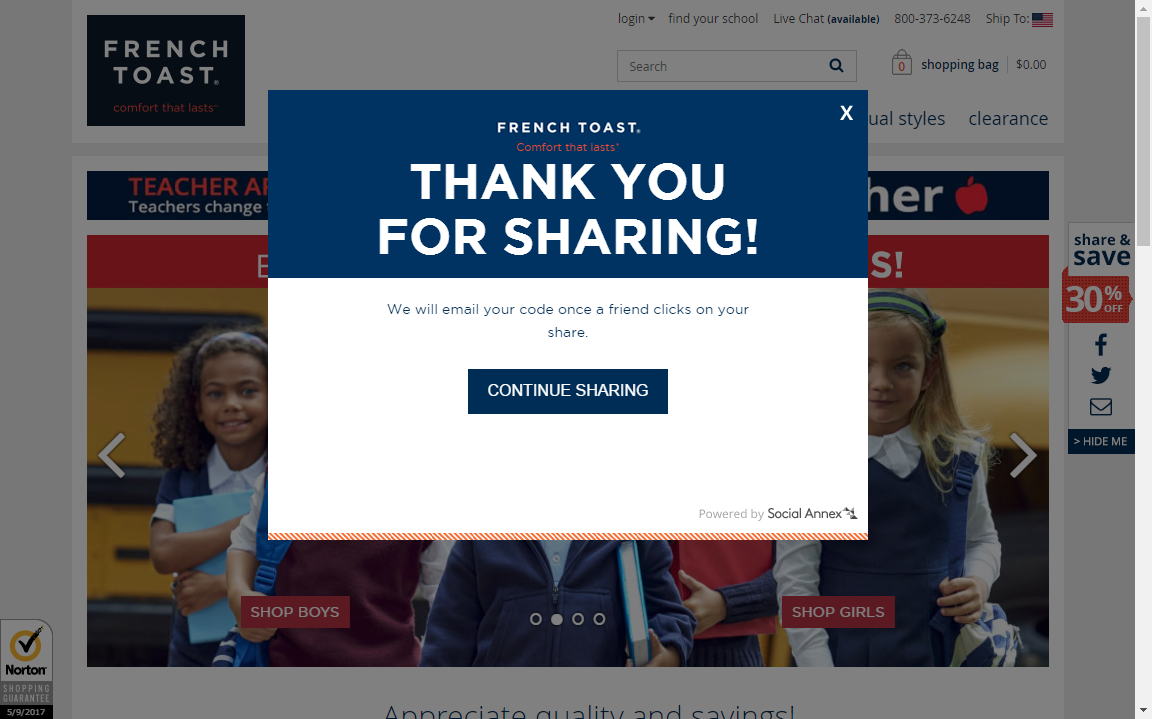 login
find your school
Live Chat (available)
800-373-6248
Ship To:
FRENCH
TOAST®
comfort that lasts™
Search
0
shopping bag
$0.00
ual styles
clearance
X
FRENCH TOAST®
Comfort that lasts
THANK YOU
FOR SHARING!
TEACHER AP
Teachers change
her
S!
share &
save
30% OFF
We will email your code once a friend clicks on your
share.
CONTINUE SHARING
> HIDE ME
Powered by Social Annex
SHOP BOYS
SHOP GIRLS
Norton
SHOPPING
GUARANTEE
5/9/2017
Appreciate quality and savings!